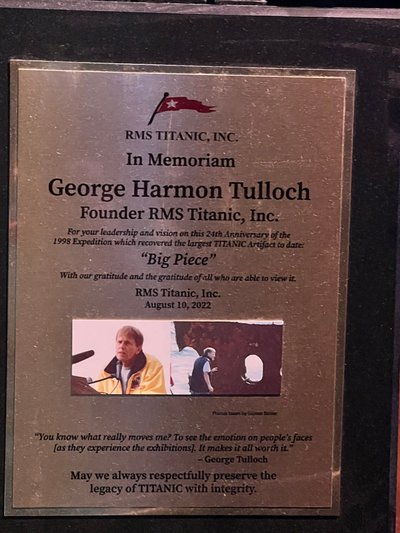 RMS TITANIC, INC.
In Memoriam
George Harmon Tulloch
Founder RMS Titanic, Inc.
For your leadership and vision on this 24th Anniversary of the
1998 Expedition which recovered the largest TITANIC Artifact to date:
“Big Piece”
With our gratitude and the gratitude of all who are able to view it.
RMS Titanic, Inc.
August 10, 2022
“You know what really moves me? To see the emotion on people's faces
[as they experience the exhibitions]. It makes it all worth it.”
– George Tulloch
May we always respectfully preserve the
legacy of TITANIC with integrity.